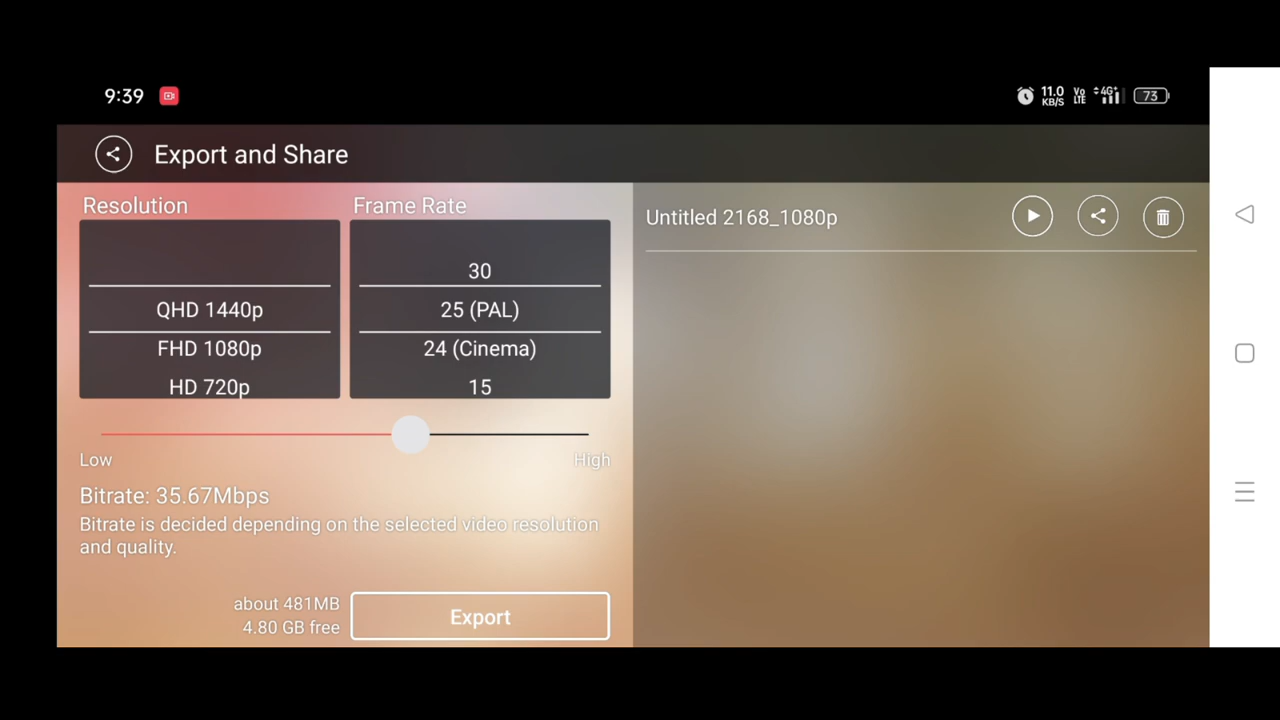 9:39
11.0 KB/S Vo LTE 4G+ 73
Export and Share
Resolution
Frame Rate
QHD 1440p
FHD 1080p
HD 720p
30
25 (PAL)
24 (Cinema)
15
Low
High
Bitrate: 35.67Mbps
Bitrate is decided depending on the selected video resolution
and quality.
about 481MB
4.80 GB free
Export
Untitled 2168_1080p